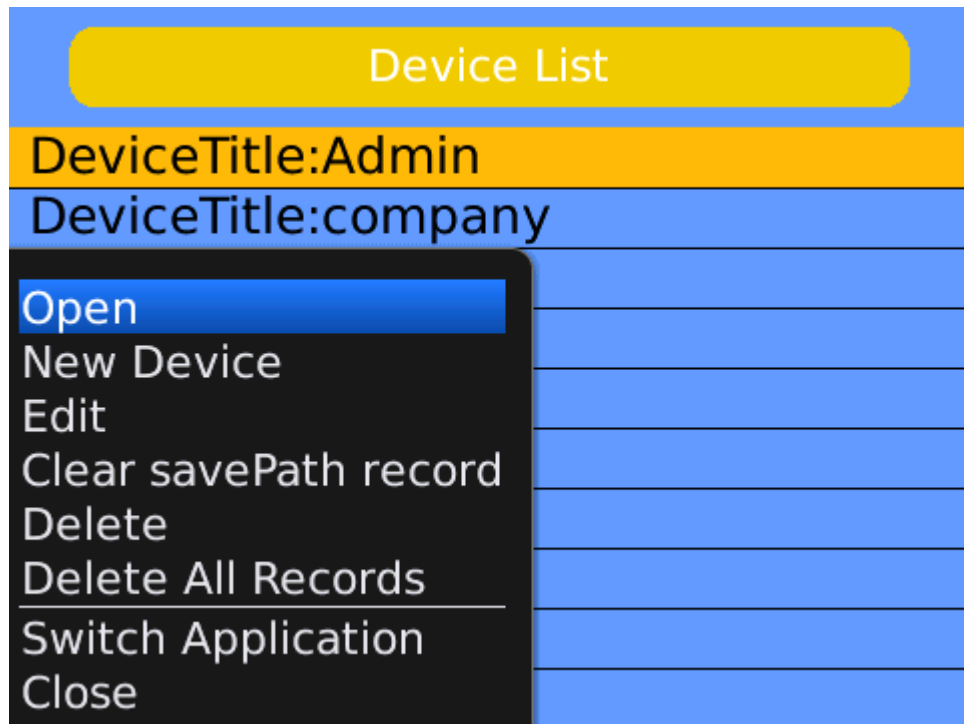 Device List
DeviceTitle:Admin
DeviceTitle:company
Open
New Device
Edit
Clear savePath record
Delete
Delete All Records
Switch Application
Close